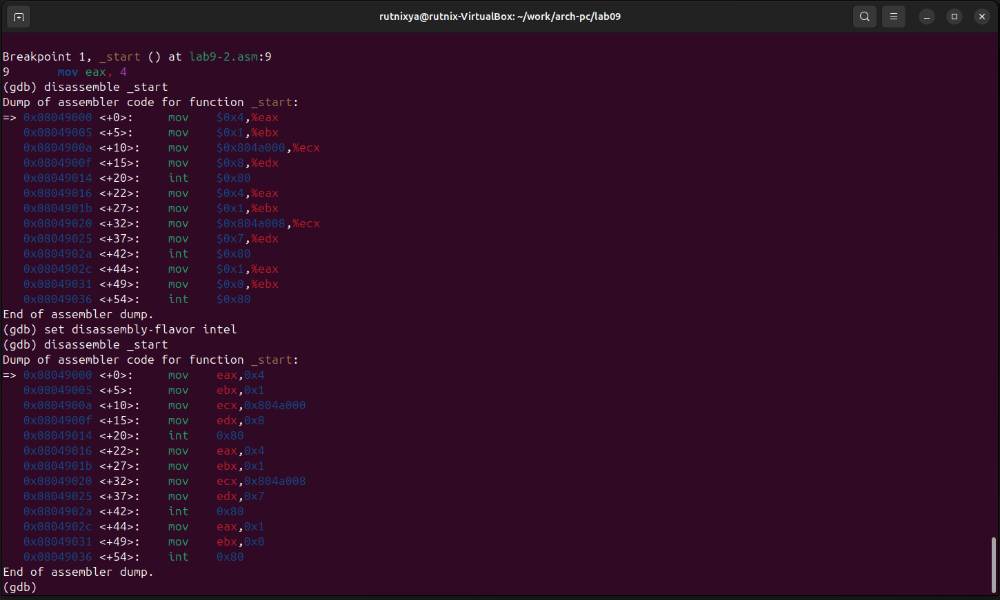 rutnixya@rutnix-VirtualBox: ~/work/arch-pc/lab09
Breakpoint 1, _start () at lab9-2.asm:9
9       mov eax, 4
(gdb) disassemble _start
Dump of assembler code for function _start:
=> 0x08049000 <+0>:     mov    $0x4,%eax
   0x08049005 <+5>:     mov    $0x1,%ebx
   0x0804900a <+10>:    mov    $0x804a000,%ecx
   0x0804900f <+15>:    mov    $0x8,%edx
   0x08049014 <+20>:    int    $0x80
   0x08049016 <+22>:    mov    $0x4,%eax
   0x0804901b <+27>:    mov    $0x1,%ebx
   0x08049020 <+32>:    mov    $0x804a008,%ecx
   0x08049025 <+37>:    mov    $0x7,%edx
   0x0804902a <+42>:    int    $0x80
   0x0804902c <+44>:    mov    $0x1,%eax
   0x08049031 <+49>:    mov    $0x0,%ebx
   0x08049036 <+54>:    int    $0x80
End of assembler dump.
(gdb) set disassembly-flavor intel
(gdb) disassemble _start
Dump of assembler code for function _start:
=> 0x08049000 <+0>:     mov    eax,0x4
   0x08049005 <+5>:     mov    ebx,0x1
   0x0804900a <+10>:    mov    ecx,0x804a000
   0x0804900f <+15>:    mov    edx,0x8
   0x08049014 <+20>:    int    0x80
   0x08049016 <+22>:    mov    eax,0x4
   0x0804901b <+27>:    mov    ebx,0x1
   0x08049020 <+32>:    mov    ecx,0x804a008
   0x08049025 <+37>:    mov    edx,0x7
   0x0804902a <+42>:    int    0x80
   0x0804902c <+44>:    mov    eax,0x1
   0x08049031 <+49>:    mov    ebx,0x0
   0x08049036 <+54>:    int    0x80
End of assembler dump.
(gdb)